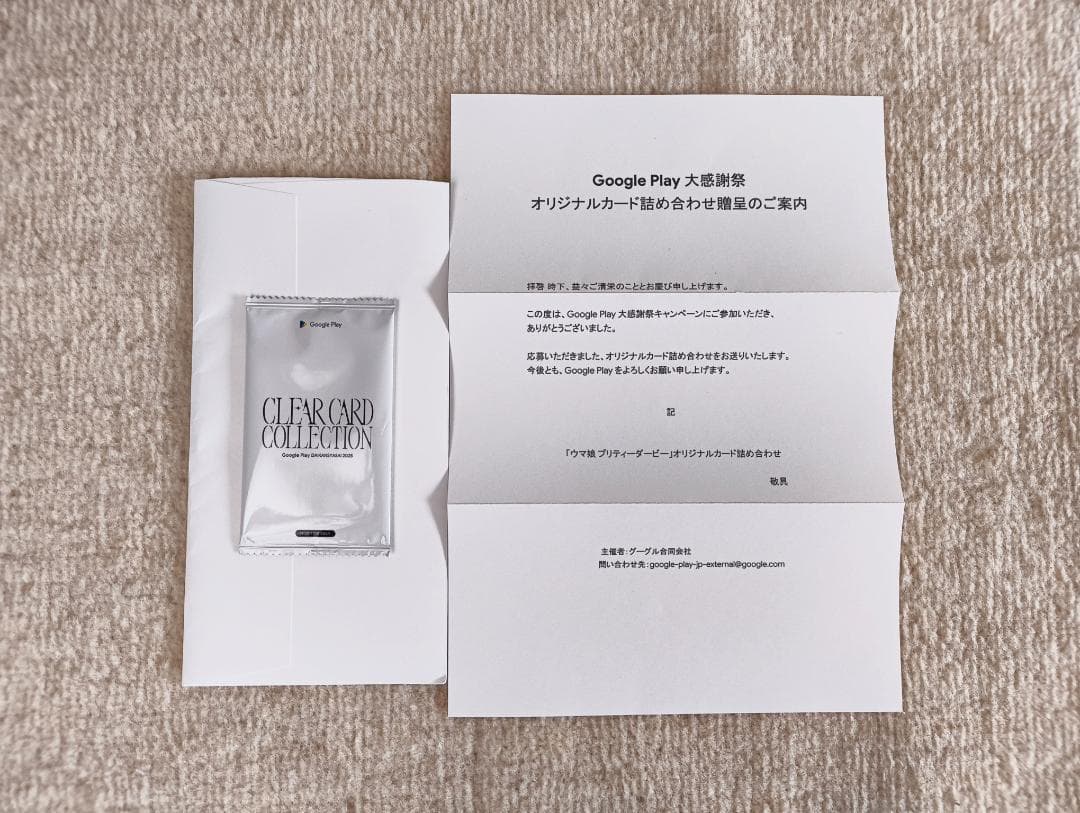 Google Play
CLEAR CARD
COLLECTION
Google Play DAIKANSYASAI 2025
Google Play 大感謝祭
オリジナルカード詰め合わせ贈呈のご案内
拝啓 時下、益々ご清栄のこととお慶び申し上げます。
この度は、Google Play 大感謝祭キャンペーンにご参加いただき、
ありがとうございました。
応募いただきました、オリジナルカード詰め合わせをお送りいたします。
今後とも、Google Play をよろしくお願い申し上げます。
記
「ウマ娘 プリティーダービー」オリジナルカード詰め合わせ
敬具
主催者：グーグル合同会社
問い合わせ先：google-play-jp-external@google.com